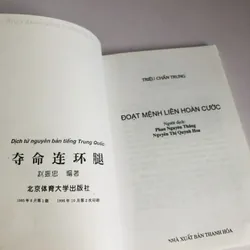 Dịch từ nguyên bản tiếng Trung Quốc
夺命连环腿
赵振忠 编著
北京体育大学出版社
TRIỆU CHẤN TRUNG
ĐOẠT MỆNH LIÊN HOÀN CƯỚC
Người dịch:
Phan Nguyên Thắng
Nguyễn Thị Quỳnh Hoa
NHÀ XUẤT BẢN THANH HÓA